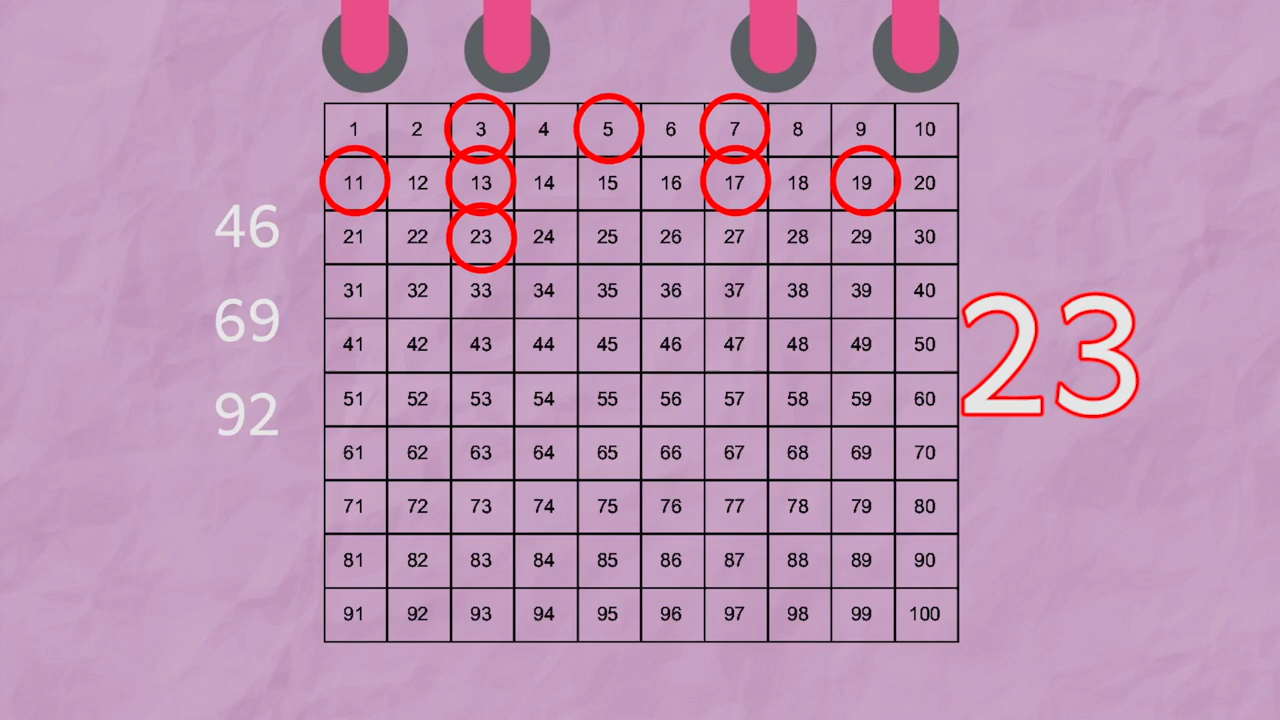 1 2 3 4 5 6 7 8 9 10
11 12 13 14 15 16 17 18 19 20
46
21 22 23 24 25 26 27 28 29 30
31 32 33 34 35 36 37 38 39 40
69
23
41 42 43 44 45 46 47 48 49 50
51 52 53 54 55 56 57 58 59 60
92
61 62 63 64 65 66 67 68 69 70
71 72 73 74 75 76 77 78 79 80
81 82 83 84 85 86 87 88 89 90
91 92 93 94 95 96 97 98 99 100